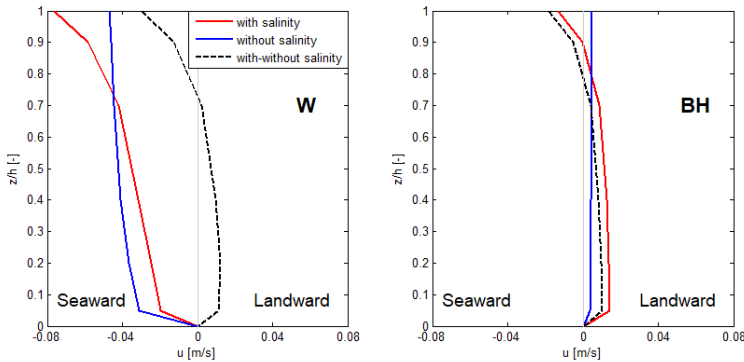 with salinity
without salinity
with-without salinity
W
z/h [-]
1
0.9
0.8
0.7
0.6
0.5
0.4
0.3
0.2
0.1
0
Seaward
Landward
-0.08
-0.04
0
0.04
0.08
u [m/s]
BH
z/h [-]
1
0.9
0.8
0.7
0.6
0.5
0.4
0.3
0.2
0.1
0
Seaward
Landward
-0.08
-0.04
0
0.04
0.08
u [m/s]